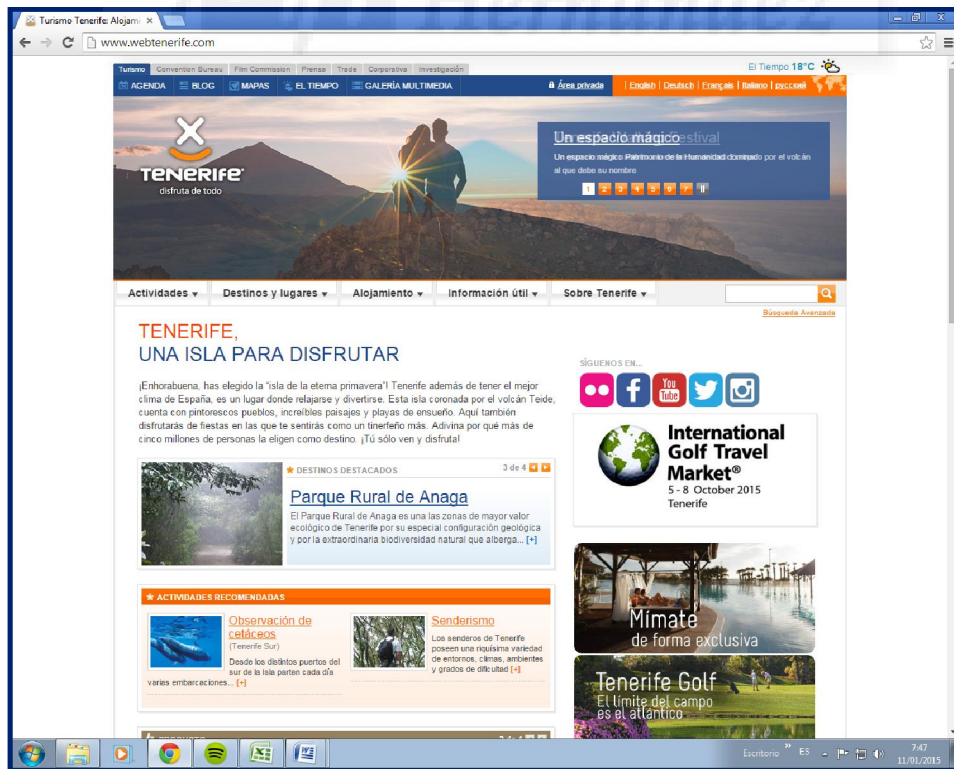 Hernández
Turismo Tenerife: Alojami
www.webtenerife.com
Turismo Convention Bureau Film Commission Prensa Trade Corporativa Investigación
El Tiempo 18°C
AGENDA BLOG MAPAS EL TIEMPO GALERÍA MULTIMEDIA Área privada | English | Deutsch | Français | Italiano | русский
TENERIFE
disfruta de todo
Un espacio mágico Festival
Un espacio mágico Patrimonio de la Humanidad dominado por el volcán
al que debe su nombre
1 2 3 4 5 6 7 II
Actividades Destinos y lugares Alojamiento Información útil Sobre Tenerife
Búsqueda Avanzada
TENERIFE,
UNA ISLA PARA DISFRUTAR
¡Enhorabuena, has elegido la "isla de la eterna primavera"! Tenerife además de tener el mejor
clima de España, es un lugar donde relajarse y divertirse. Esta isla coronada por el volcán Teide,
cuenta con pintorescos pueblos, increíbles paisajes y playas de ensueño. Aquí también
disfrutarás de fiestas en las que te sentirás como un tinerfeño más. Adivina por qué más de
cinco millones de personas la eligen como destino. ¡Tú sólo ven y disfruta!
SÍGUENOS EN...
You
Tube
International
Golf Travel
Market®
5 - 8 October 2015
Tenerife
DESTINOS DESTACADOS 3 de 4
Parque Rural de Anaga
El Parque Rural de Anaga es una las zonas de mayor valor
ecológico de Tenerife por su especial configuración geológica
y por la extraordinaria biodiversidad natural que alberga... [+]
ACTIVIDADES RECOMENDADAS
Observación de
cetáceos
(Tenerife Sur)
Desde los distintos puertos del
sur de la Isla parten cada día
varias embarcaciones... [+]
Senderismo
Los senderos de Tenerife
poseen una riquísima variedad
de entornos, climas, ambientes
y grados de dificultad [+]
Mímate
de forma exclusiva
Tenerife Golf
El límite del campo
es el atlántico
Escritorio ES 7:47
11/01/2015